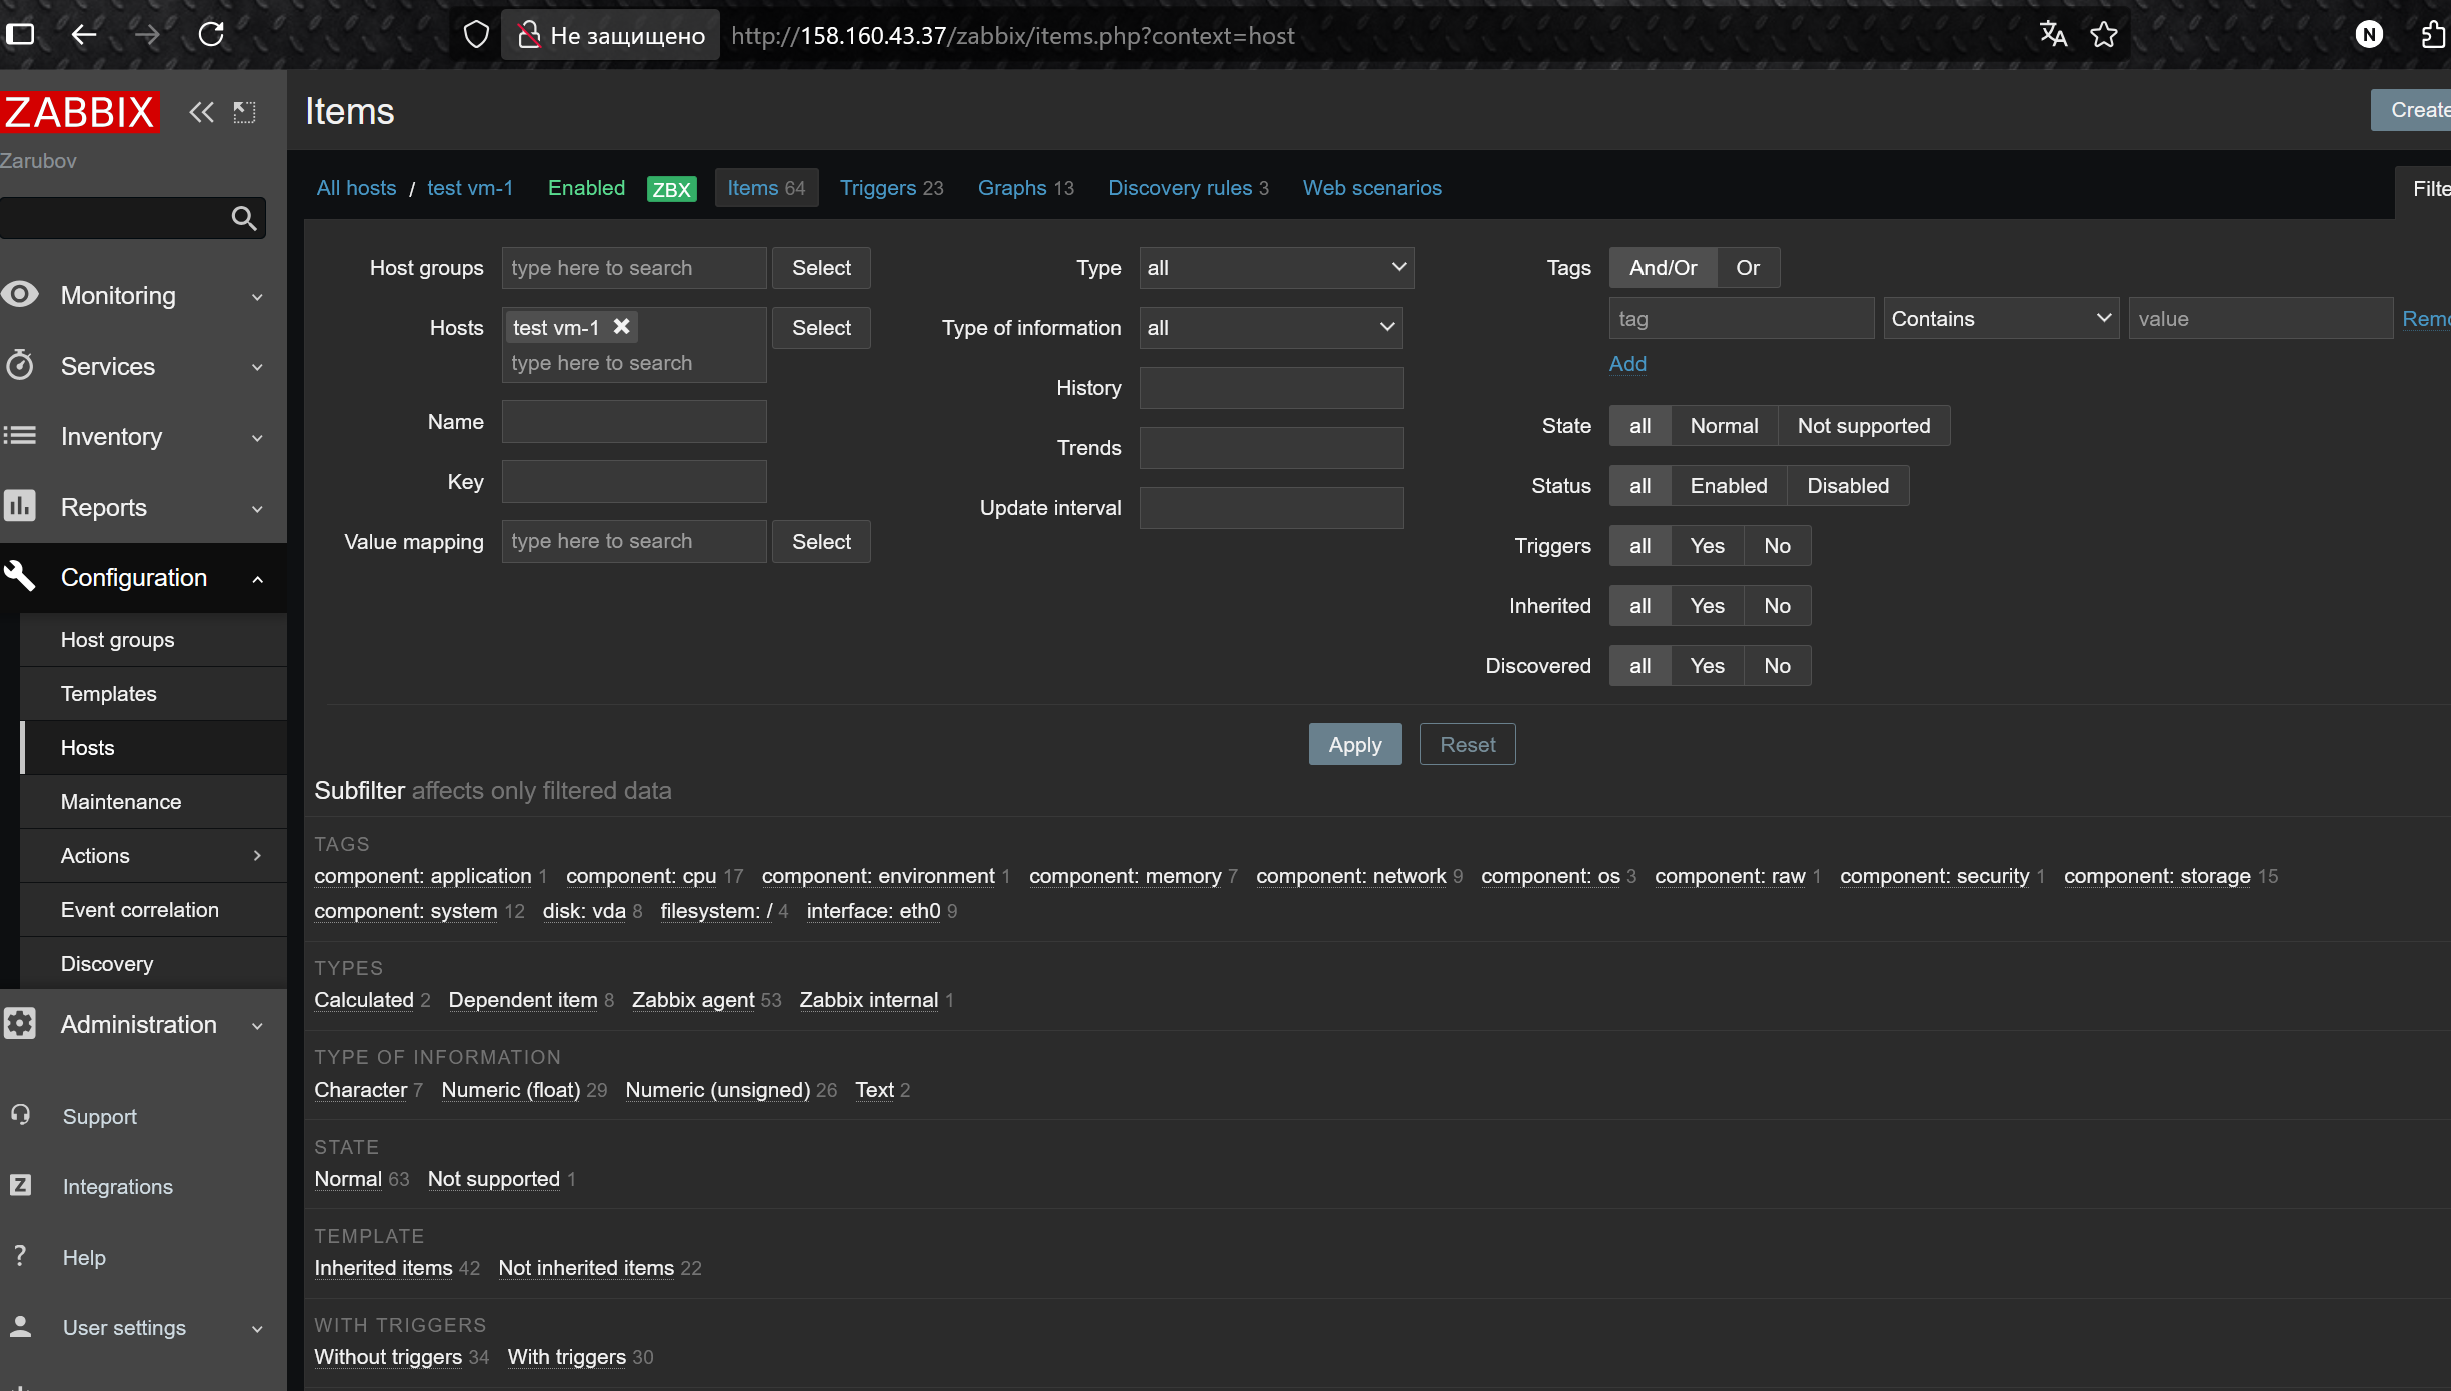 Не защищено http://158.160.43.37/zabbix/items.php?context=host N
ZABBIX
Zarubov
Monitoring
Services
Inventory
Reports
Configuration
Host groups
Templates
Hosts
Maintenance
Actions
Event correlation
Discovery
Administration
Support
Integrations
Help
User settings
Items
Create
All hosts / test vm-1 Enabled ZBX Items 64 Triggers 23 Graphs 13 Discovery rules 3 Web scenarios
Filte
Host groups type here to search Select
Hosts test vm-1 Select
type here to search
Name
Key
Value mapping type here to search Select
Type all
Type of information all
History
Trends
Update interval
Tags And/Or Or
tag Contains value Remo
Add
State all Normal Not supported
Status all Enabled Disabled
Triggers all Yes No
Inherited all Yes No
Discovered all Yes No
Apply Reset
Subfilter affects only filtered data
TAGS
component: application 1 component: cpu 17 component: environment 1 component: memory 7 component: network 9 component: os 3 component: raw 1 component: security 1 component: storage 15
component: system 12 disk: vda 8 filesystem: / 4 interface: eth0 9
TYPES
Calculated 2 Dependent item 8 Zabbix agent 53 Zabbix internal 1
TYPE OF INFORMATION
Character 7 Numeric (float) 29 Numeric (unsigned) 26 Text 2
STATE
Normal 63 Not supported 1
TEMPLATE
Inherited items 42 Not inherited items 22
WITH TRIGGERS
Without triggers 34 With triggers 30